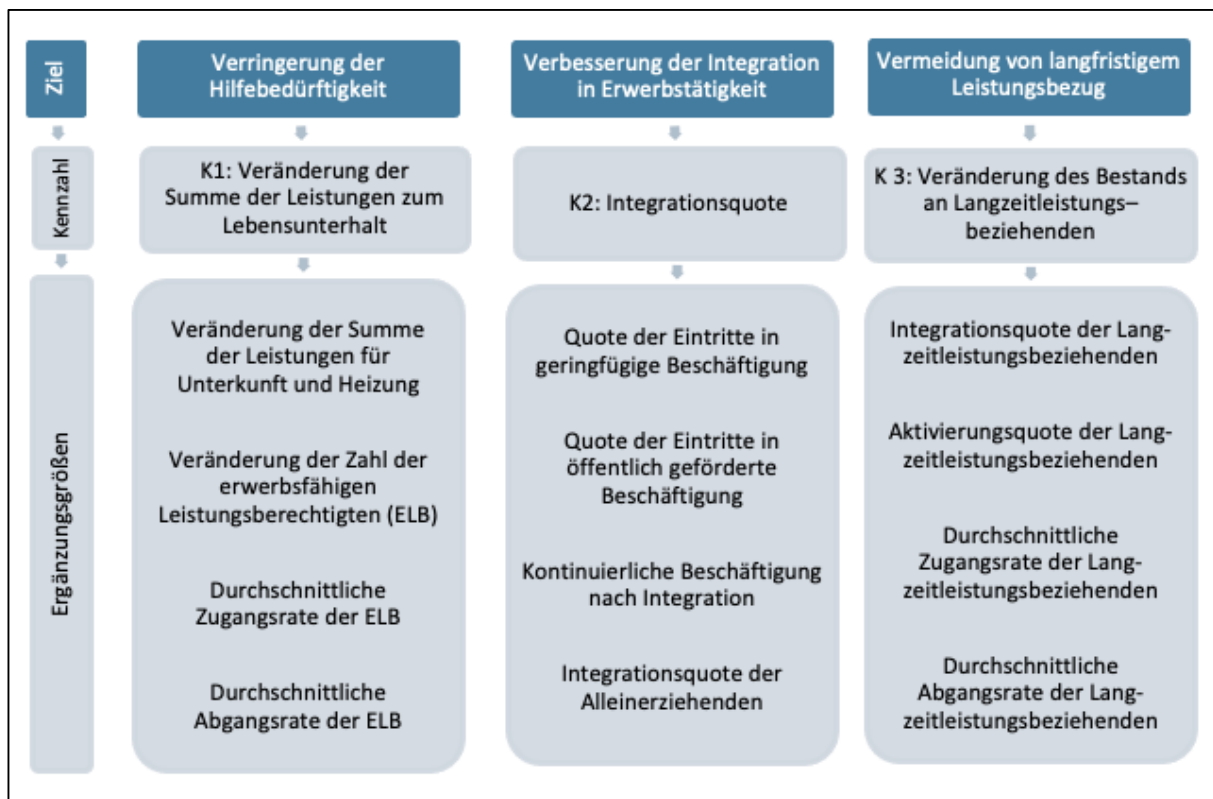 Ziel
Verringerung der
Hilfebedürftigkeit
Verbesserung der Integration
in Erwerbstätigkeit
Vermeidung von langfristigem
Leistungsbezug
Kennzahl
K1: Veränderung der
Summe der Leistungen zum
Lebensunterhalt
K2: Integrationsquote
K 3: Veränderung des Bestands
an Langzeitleistungs–
beziehenden
Ergänzungsgrößen
Veränderung der Summe
der Leistungen für
Unterkunft und Heizung
Veränderung der Zahl der
erwerbsfähigen
Leistungsberechtigten (ELB)
Durchschnittliche
Zugangsrate der ELB
Durchschnittliche
Abgangsrate der ELB
Quote der Eintritte in
geringfügige Beschäftigung
Quote der Eintritte in
öffentlich geförderte
Beschäftigung
Kontinuierliche Beschäftigung
nach Integration
Integrationsquote der
Alleinerziehenden
Integrationsquote der Lang-
zeitleistungsbeziehenden
Aktivierungsquote der Lang-
zeitleistungsbeziehenden
Durchschnittliche
Zugangsrate der Lang-
zeitleistungsbeziehenden
Durchschnittliche
Abgangsrate der Lang-
zeitleistungsbeziehenden